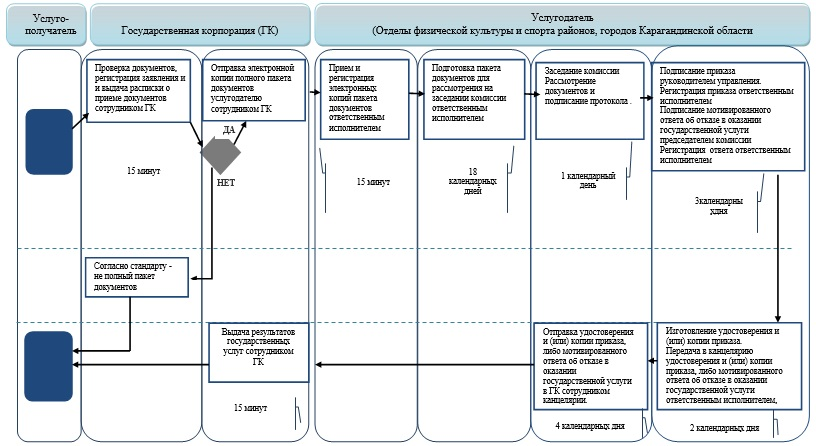 Услуго-
получатель
Государственная корпорация (ГК)
Услугодатель
(Отделы физической культуры и спорта районов, городов Карагандинской области
Проверка документов,
регистрация заявления и
и выдача расписки о
приеме документов
сотрудником ГК
Отправка электронной
копии полного пакета
документов
услугодателю
сотрудником ГК
Прием и
регистрация
электронных
копий пакета
документов
ответственным
исполнителем
Подготовка пакета
документов для
рассмотрения на
заседании комиссии
ответственным
исполнителем
Заседание комиссии
Рассмотрение
документов и
подписание протокола .
Подписание приказа
руководителем управления.
Регистрация приказа ответственным
исполнителем
Подписание мотивированного
ответа об отказе в оказании
государственной услуги
председателем комиссии
Регистрация ответа ответственным
исполнителем
ДА
НЕТ
15 минут
15 минут
18
календарных
дней
1 календарный
день
3календарны
хдня
Согласно стандарту -
не полный пакет
документов
Выдача результатов
государственных
услуг сотрудником
ГК
Отправка удостоверения
и (или) копии приказа,
либо мотивированного
ответа об отказе в
оказании
государственной услуги
в ГК сотрудником
канцелярии.
Изготовление удостоверения и
(или) копии приказа.
Передача в канцелярию
удостоверения и (или) копии
приказа, либо мотивированного
ответа об отказе в оказании
государственной услуги
ответственным исполнителем,
15 минут
4 календарных дня
2 календарных дня